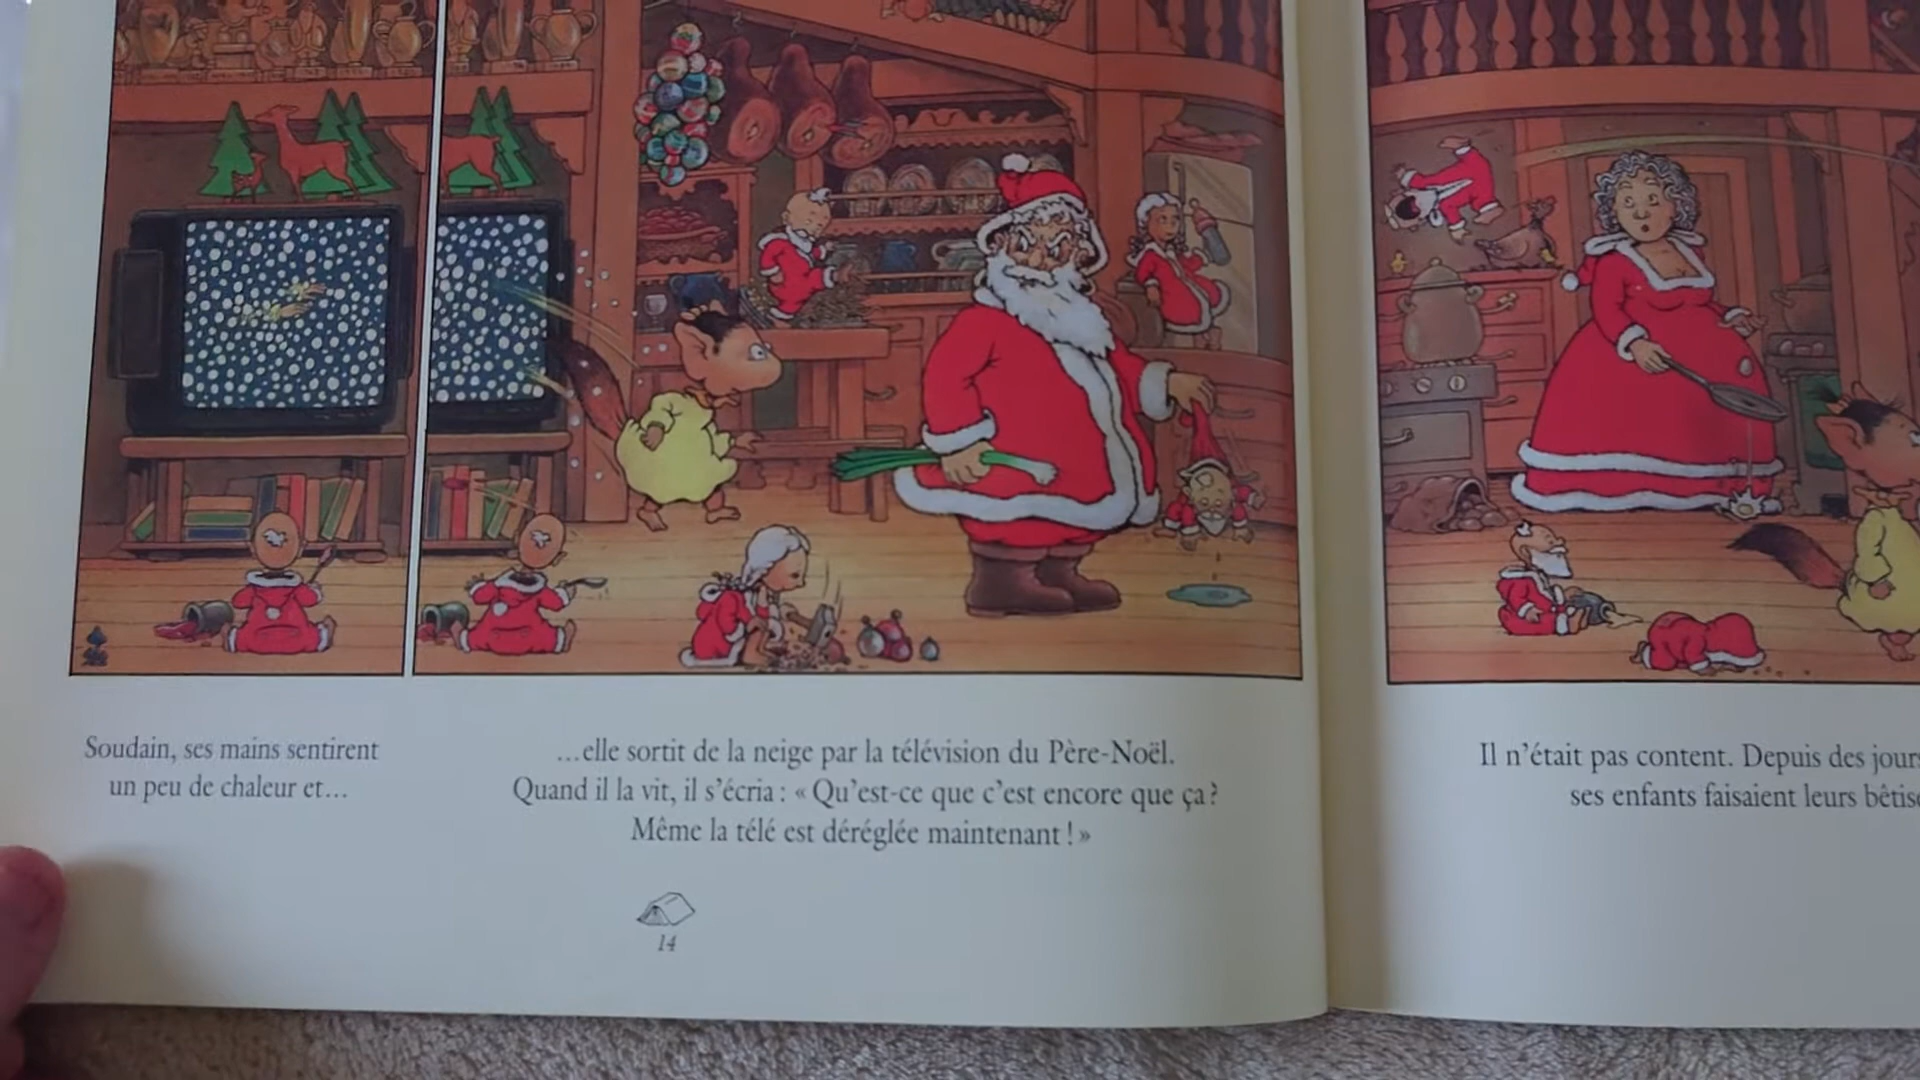 Soudain, ses mains sentirent
un peu de chaleur et…
…elle sortit de la neige par la télévision du Père-Noël.
Quand il la vit, il s’écria : « Qu’est-ce que c’est encore que ça ?
Même la télé est déréglée maintenant ! »
14
Il n’était pas content. Depuis des jours
ses enfants faisaient leurs